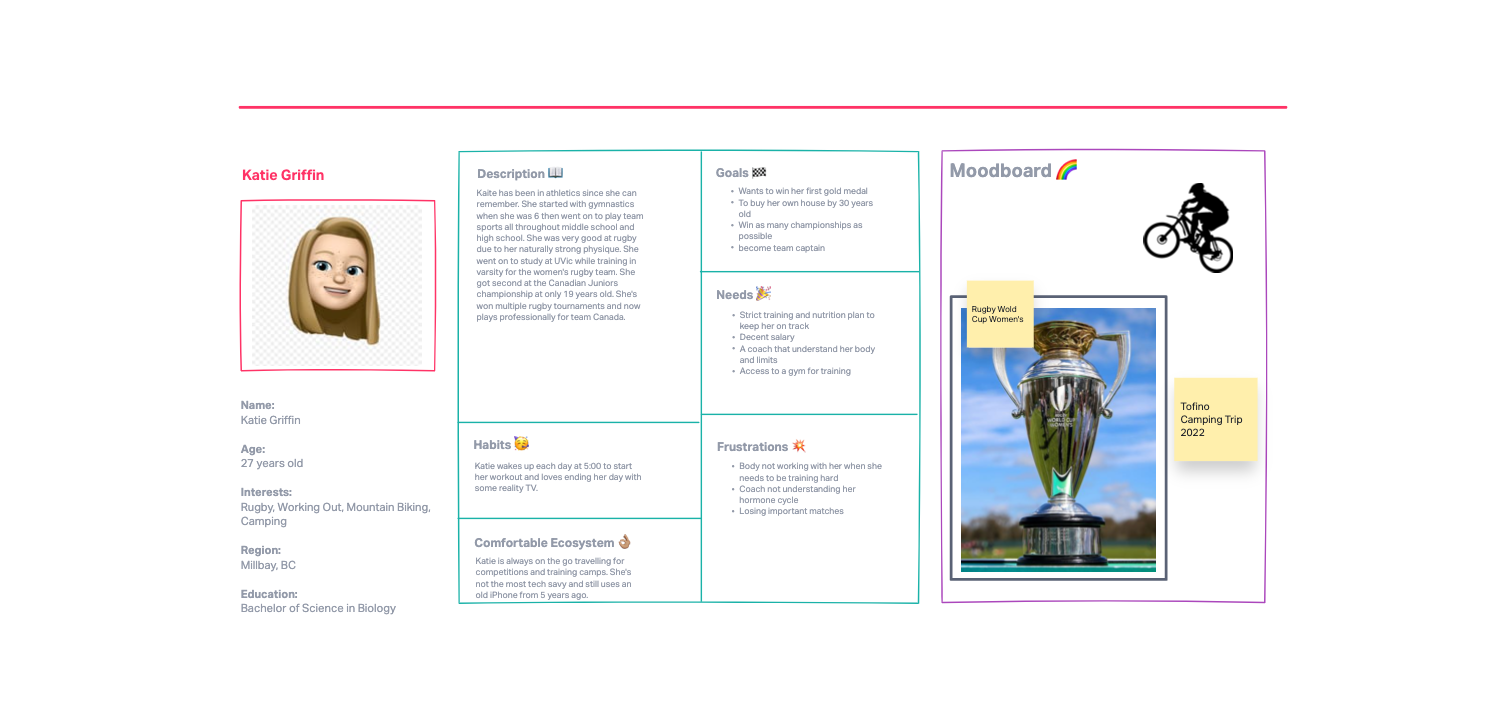 Katie Griffin
Name:
Katie Griffin
Age:
27 years old
Interests:
Rugby, Working Out, Mountain Biking,
Camping
Region:
Millbay, BC
Education:
Bachelor of Science in Biology
Description 📖
Kaite has been in athletics since she can
remember. She started with gymnastics
when she was 6 then went on to play team
sports all throughout middle school and
high school. She was very good at rugby
due to her naturally strong physique. She
went on to study at UVic while training in
varsity for the women's rugby team. She
got second at the Canadian Juniors
championship at only 19 years old. She's
won multiple rugby tournaments and now
plays professionally for team Canada.
Habits 🥳
Katie wakes up each day at 5:00 to start
her workout and loves ending her day with
some reality TV.
Comfortable Ecosystem 👌🏽
Katie is always on the go travelling for
competitions and training camps. She's
not the most tech savy and still uses an
old iPhone from 5 years ago.
Goals 🏁
• Wants to win her first gold medal
• To buy her own house by 30 years
old
• Win as many championships as
possible
• become team captain
Needs 🎉
• Strict training and nutrition plan to
keep her on track
• Decent salary
• A coach that understand her body
and limits
• Access to a gym for training
Frustrations 💥
• Body not working with her when she
needs to be training hard
• Coach not understanding her
hormone cycle
• Losing important matches
Moodboard 🌈
Rugby Wold
Cup Women's
WORLD CUP
WOMEN'S
Tofino
Camping Trip
2022